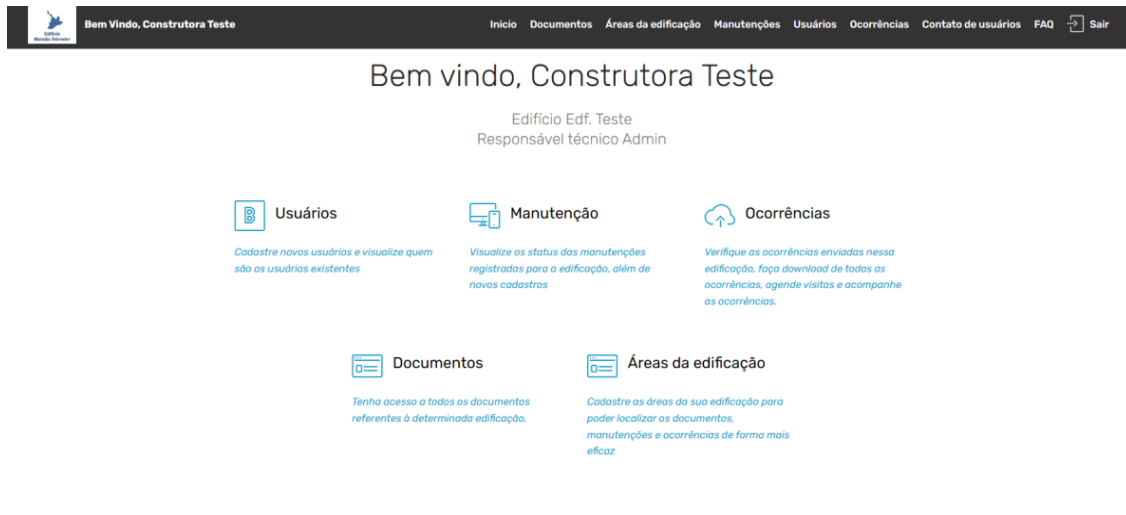 Bem Vindo, Construtora Teste
Inicio Documentos Áreas da edificação Manutenções Usuários Ocorrências Contato de usuários FAQ Sair
Bem vindo, Construtora Teste
Edifício Edf. Teste
Responsável técnico Admin
Usuários
Cadastre novos usuários e visualize quem
são os usuários existentes
Manutenção
Visualize os status das manutenções
registradas para a edificação, além de
novos cadastros
Ocorrências
Verifique as ocorrências enviadas nessa
edificação, faça download de todas as
ocorrências, agende visitas e acompanhe
as ocorrências.
Documentos
Tenha acesso a todos os documentos
referentes à determinada edificação.
Áreas da edificação
Cadastre as áreas da sua edificação para
poder localizar os documentos,
manutenções e ocorrências de forma mais
eficaz